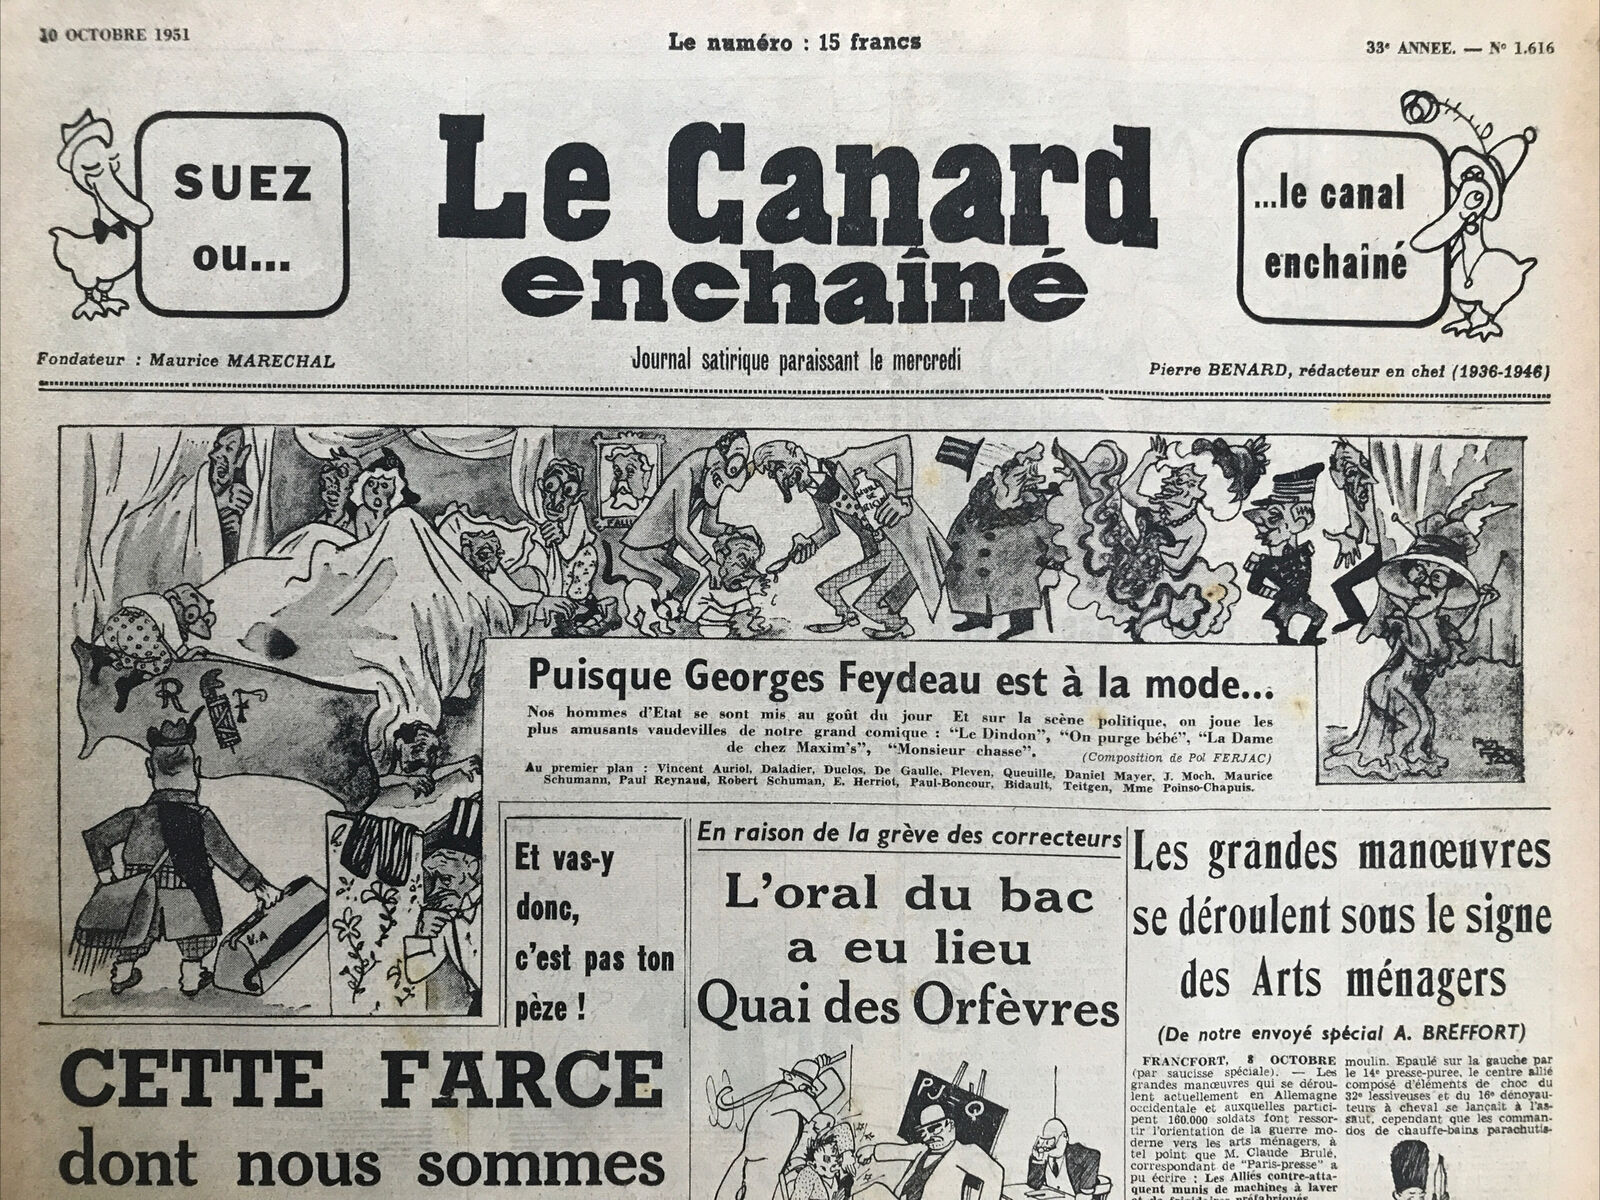 10 OCTOBRE 1951
Le numéro : 15 francs
33e ANNEE. — No 1.616
SUEZ
ou...
Le Canard
enchaîné
...le canal
enchaîné
Fondateur : Maurice MARECHAL
Journal satirique paraissant le mercredi
Pierre BENARD, rédacteur en chef (1936-1946)
R F
V.A
Puisque Georges Feydeau est à la mode...
Nos hommes d'Etat se sont mis au goût du jour Et sur la scène politique, on joue les
plus amusants vaudevilles de notre grand comique : "Le Dindon", "On purge bébé", "La Dame
de chez Maxim's", "Monsieur chasse".
(Composition de Pol FERJAC)
Au premier plan : Vincent Auriol, Daladier, Duclos, De Gaulle, Pleven, Queuille, Daniel Mayer, J. Moch, Maurice
Schumann, Paul Reynaud, Robert Schuman, E. Herriot, Paul-Boncour, Bidault, Teitgen, Mme Poinso-Chapuis.
Et vas-y
donc,
c'est pas ton
pèze !
CETTE FARCE
dont nous sommes
En raison de la grève des correcteurs
L'oral du bac
a eu lieu
Quai des Orfèvres
PJ=Q
Les grandes manœuvres
se déroulent sous le signe
des Arts ménagers
(De notre envoyé spécial A. BREFFORT)
FRANCFORT, 8 OCTOBRE
(par saucisse spéciale). — Les
grandes manœuvres qui se dérou-
lent actuellement en Allemagne
occidentale et auxquelles partici-
pent 160.000 soldats font ressor-
tir l'orientation de la guerre mo-
derne vers les arts ménagers, à
tel point que M. Claude Brulé,
correspondant de "Paris-presse" a
pu écrire : Les Alliés contre-atta-
quent munis de machines à laver
et de frigidaires préfabriqués.
moulin. Epaulé sur la gauche par
le 14e presse-purée, le centre allié
composé d'éléments de choc du
32e lessiveuses et du 16e dénoyau-
teurs à cheval se lançait à l'as-
saut, cependant que les comman-
dos de chauffe-bains parachutis-